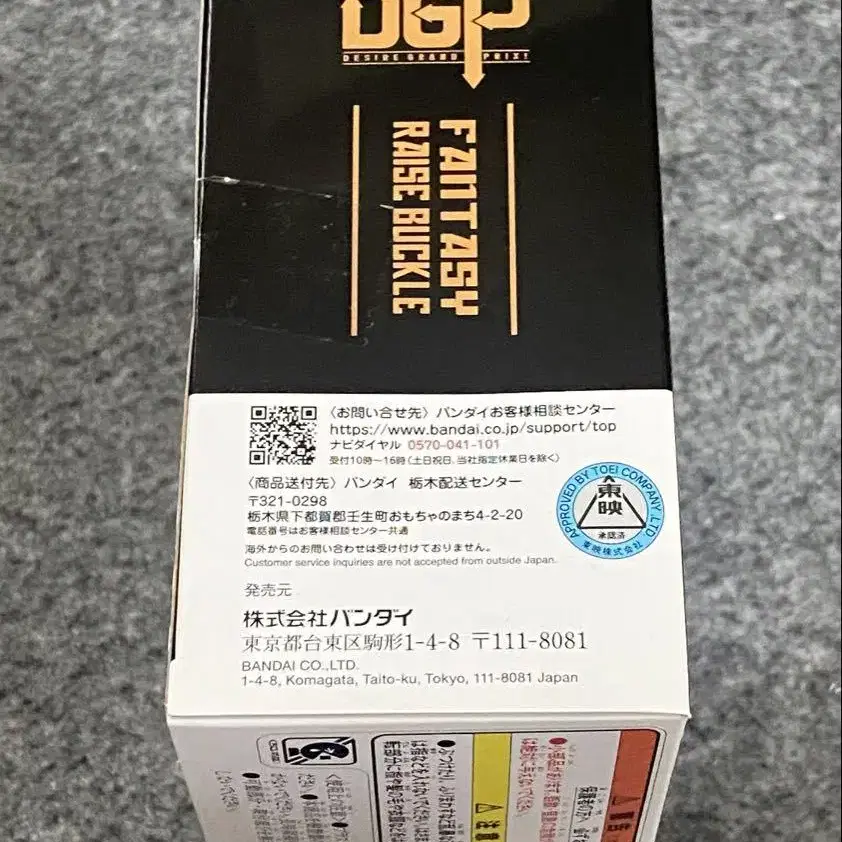 DGP
DESIRE GRAND PRIX!
FANTASY
RAISE BUCKLE
〈お問い合せ先〉バンダイお客様相談センター
https://www.bandai.co.jp/support/top
ナビダイヤル 0570-041-101
受付10時〜16時(土日祝日、当社指定休業日を除く)
〈商品送付先〉バンダイ 栃木配送センター
〒321-0298
栃木県下都賀郡壬生町おもちゃのまち4-2-20
電話番号はお客様相談センター共通
海外からのお問い合わせは受け付けておりません。
Customer service inquiries are not accepted from outside Japan.
APPROVED BY TOEI COMPANY, LTD.
東映
承認済
東映株式会社
発売元
株式会社バンダイ
東京都台東区駒形1-4-8 〒111-8081
BANDAI CO.,LTD.
1-4-8, Komagata, Taito-ku, Tokyo, 111-8081 Japan